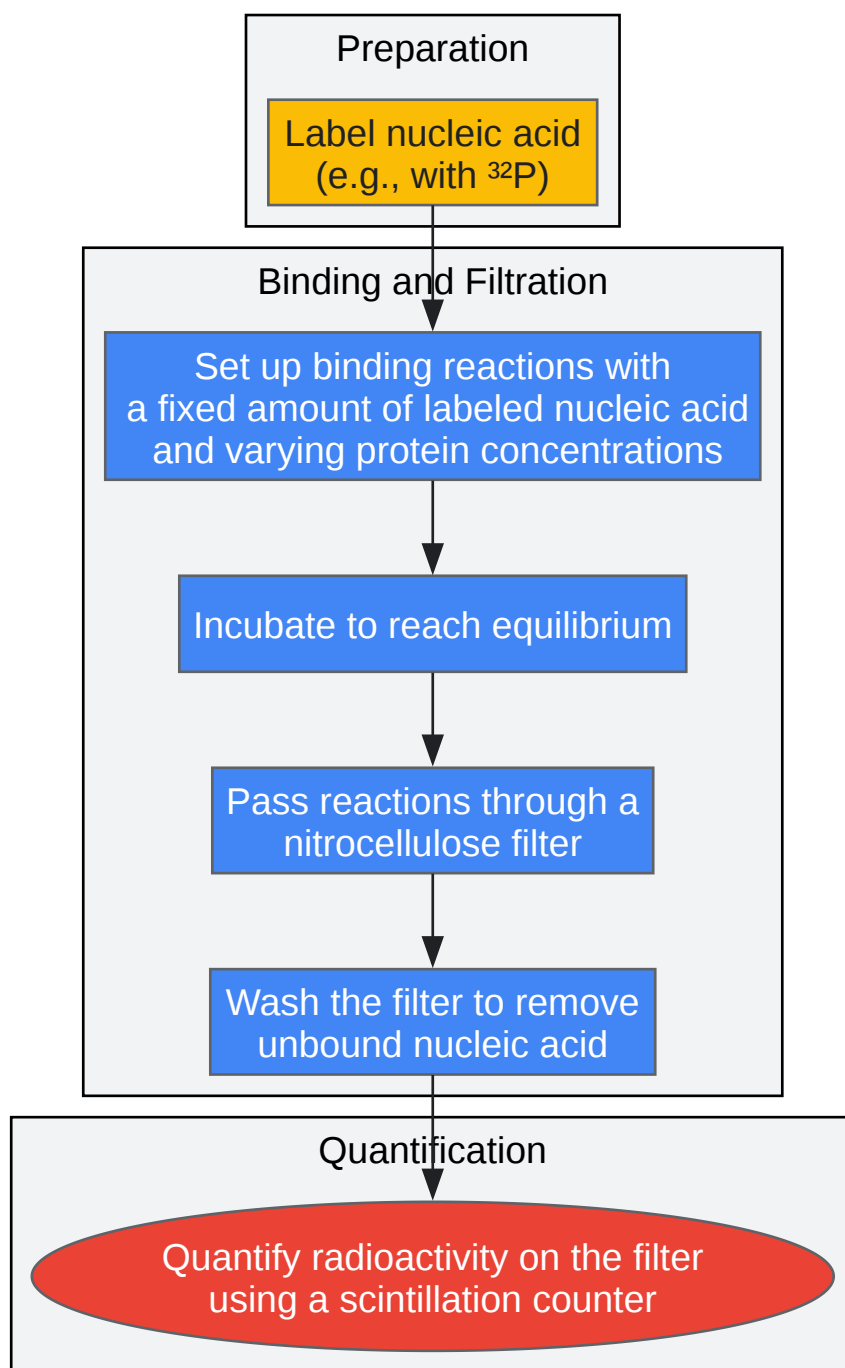 Preparation
Label nucleic acid
(e.g., with ³²P)
Binding and Filtration
Set up binding reactions with
a fixed amount of labeled nucleic acid
and varying protein concentrations
Incubate to reach equilibrium
Pass reactions through a
nitrocellulose filter
Wash the filter to remove
unbound nucleic acid
Quantification
Quantify radioactivity on the filter
using a scintillation counter